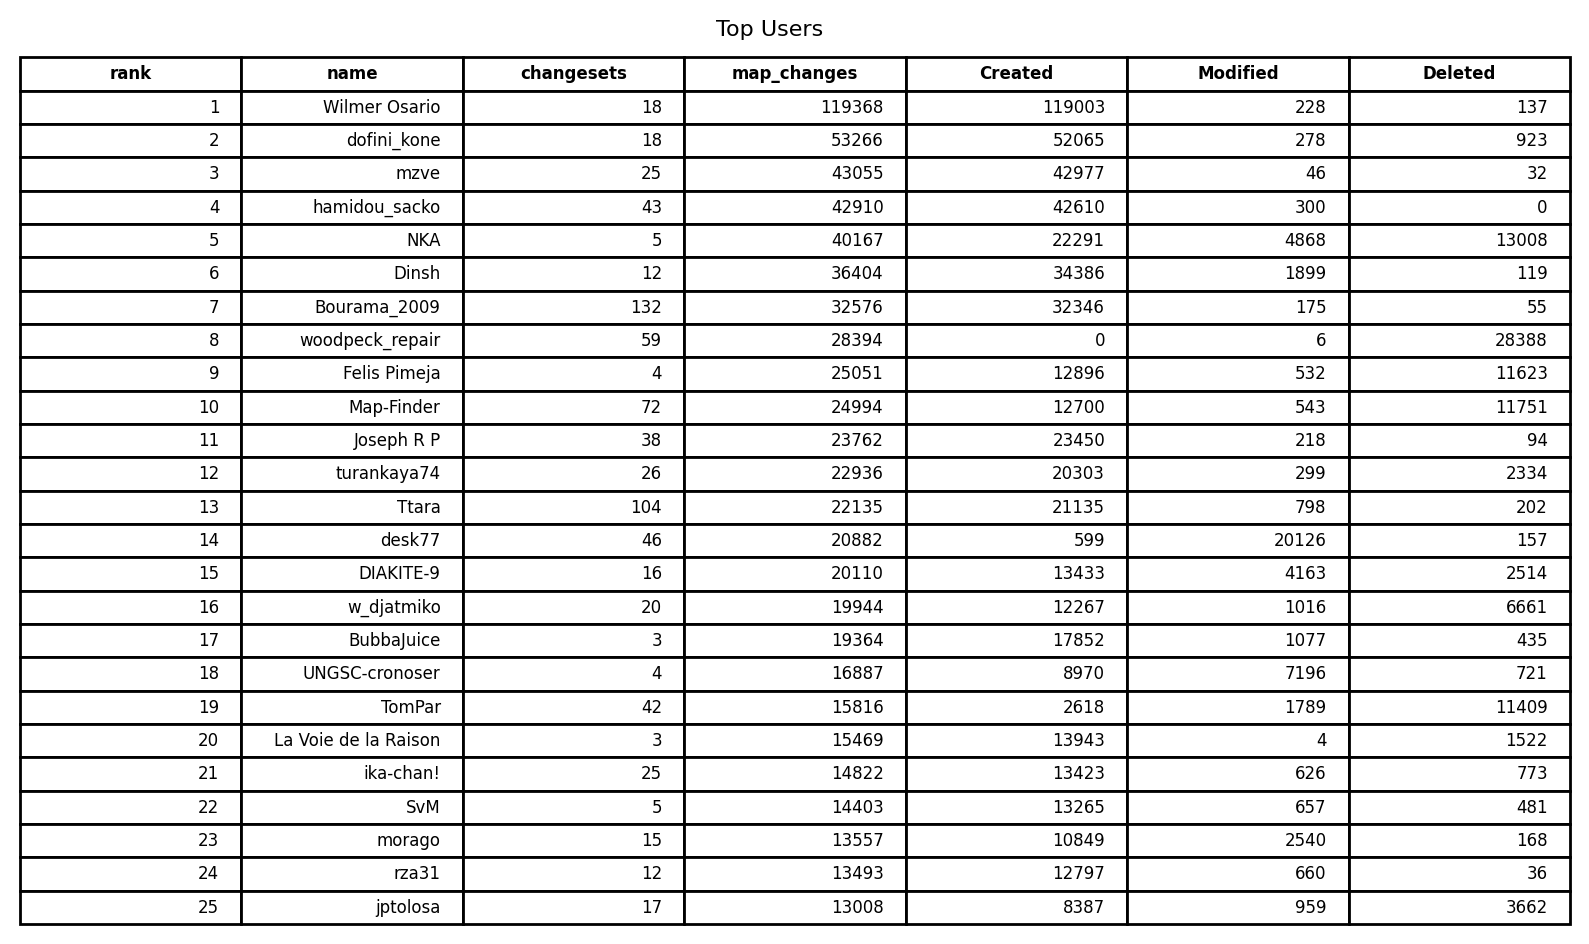 Top Users
rank name changesets map_changes Created Modified Deleted
1 Wilmer Osario 18 119368 119003 228 137
2 dofini_kone 18 53266 52065 278 923
3 mzve 25 43055 42977 46 32
4 hamidou_sacko 43 42910 42610 300 0
5 NKA 5 40167 22291 4868 13008
6 Dinsh 12 36404 34386 1899 119
7 Bourama_2009 132 32576 32346 175 55
8 woodpeck_repair 59 28394 0 6 28388
9 Felis Pimeja 4 25051 12896 532 11623
10 Map-Finder 72 24994 12700 543 11751
11 Joseph R P 38 23762 23450 218 94
12 turankaya74 26 22936 20303 299 2334
13 Ttara 104 22135 21135 798 202
14 desk77 46 20882 599 20126 157
15 DIAKITE-9 16 20110 13433 4163 2514
16 w_djatmiko 20 19944 12267 1016 6661
17 BubbaJuice 3 19364 17852 1077 435
18 UNGSC-cronoser 4 16887 8970 7196 721
19 TomPar 42 15816 2618 1789 11409
20 La Voie de la Raison 3 15469 13943 4 1522
21 ika-chan! 25 14822 13423 626 773
22 SvM 5 14403 13265 657 481
23 morago 15 13557 10849 2540 168
24 rza31 12 13493 12797 660 36
25 jptolosa 17 13008 8387 959 3662